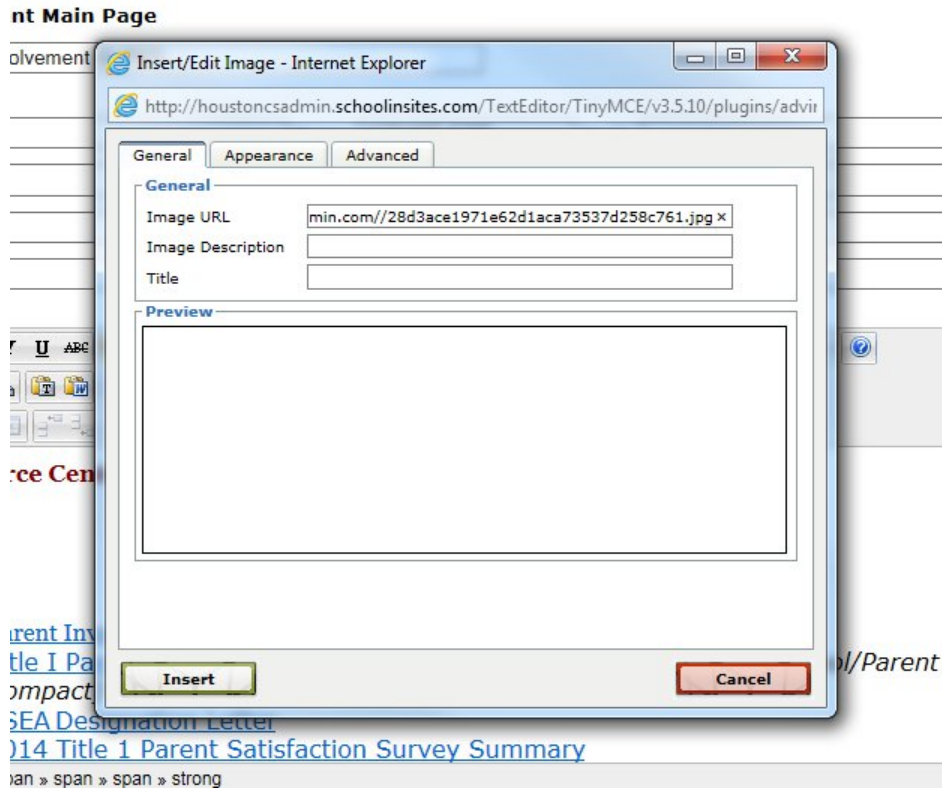 nt Main Page
olvement
Insert/Edit Image - Internet Explorer
http://houstoncsadmin.schoolinsites.com/TextEditor/TinyMCE/v3.5.10/plugins/advir
General Appearance Advanced
General
Image URL min.com//28d3ace1971e62d1aca73537d258c761.jpg ×
Image Description
Title
Preview
U ABC
T W
rce Cen
Insert Cancel
arent Inv
tle I Pa ol/Parent
ompact
SEA Designation Letter
014 Title 1 Parent Satisfaction Survey Summary
pan » span » span » strong